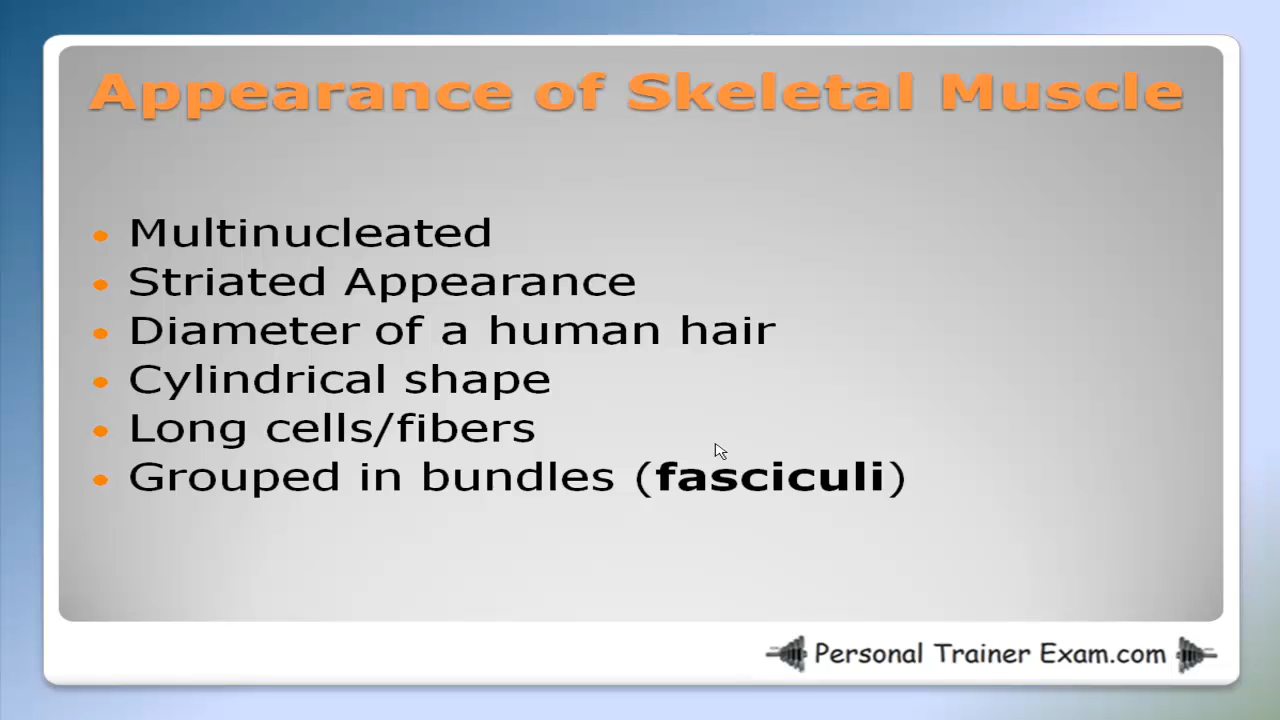 Appearance of Skeletal Muscle
• Multinucleated
• Striated Appearance
• Diameter of a human hair
• Cylindrical shape
• Long cells/fibers
• Grouped in bundles (fasciculi)
Personal Trainer Exam.com